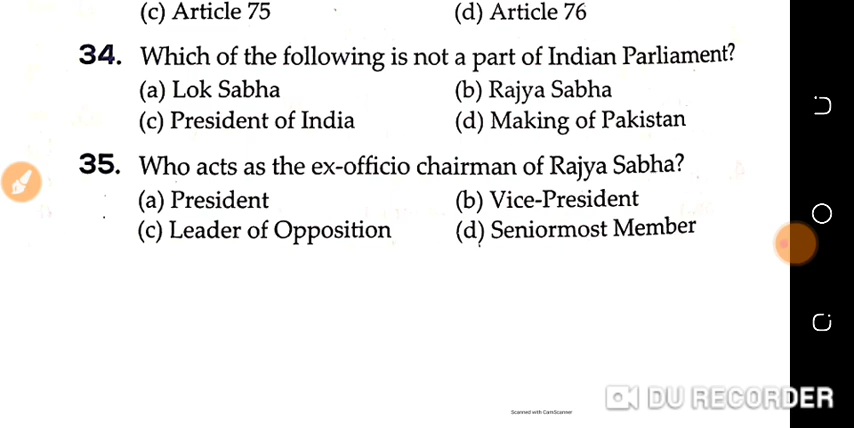 (c) Article 75 (d) Article 76
34. Which of the following is not a part of Indian Parliament?
(a) Lok Sabha (b) Rajya Sabha
(c) President of India (d) Making of Pakistan
35. Who acts as the ex-officio chairman of Rajya Sabha?
(a) President (b) Vice-President
(c) Leader of Opposition (d) Seniormost Member
Scanned with CamScanner
DU RECORDER